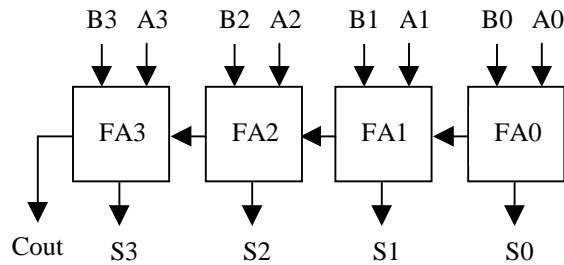 B3 A3 B2 A2 B1 A1 B0 A0
FA3 FA2 FA1 FA0
Cout S3 S2 S1 S0